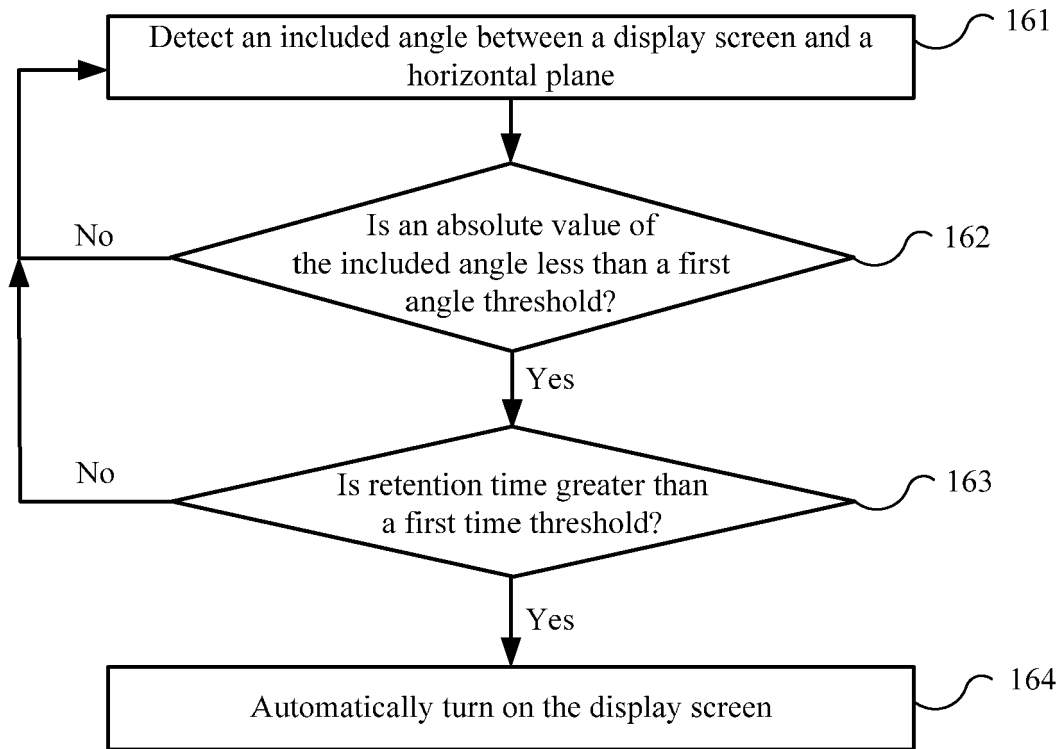 Detect an included angle between a display screen and a
horizontal plane
161
Is an absolute value of
the included angle less than a first
angle threshold?
162
No
Yes
Is retention time greater than
a first time threshold?
163
No
Yes
Automatically turn on the display screen
164